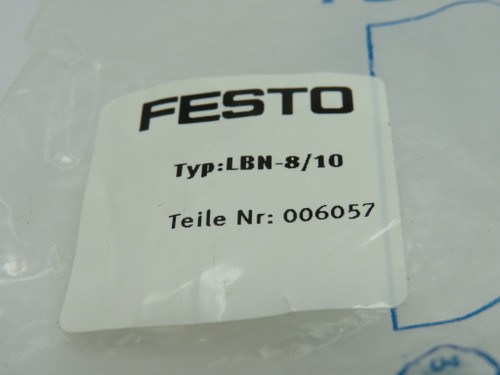 FESTO
Typ:LBN-8/10
Teile Nr: 006057